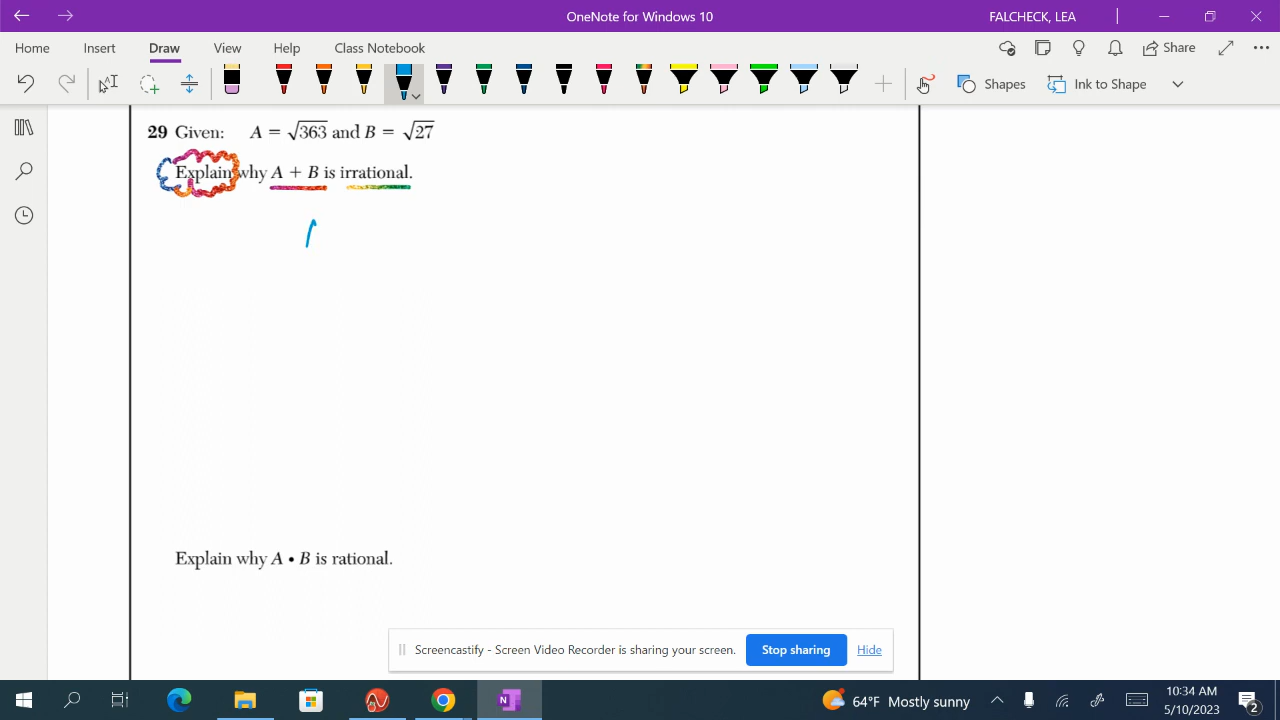 OneNote for Windows 10
FALCHECK, LEA
Home Insert Draw View Help Class Notebook
Share
Shapes Ink to Shape
29 Given: A = √363 and B = √27
Explain why A + B is irrational.
Explain why A • B is rational.
Screencastify - Screen Video Recorder is sharing your screen. Stop sharing Hide
64°F Mostly sunny
10:34 AM
5/10/2023
2